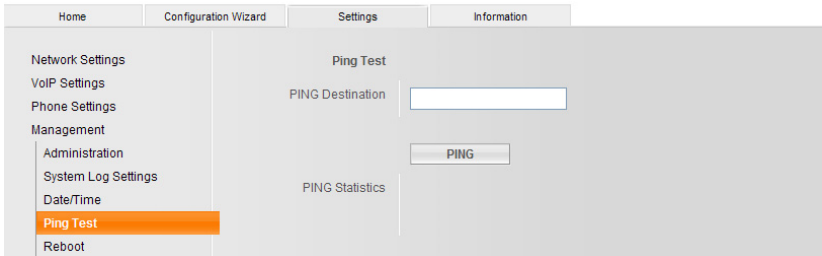 Home
Configuration Wizard
Settings
Information
Network Settings
VoIP Settings
Phone Settings
Management
Administration
System Log Settings
Date/Time
Ping Test
Reboot
Ping Test
PING Destination
PING
PING Statistics